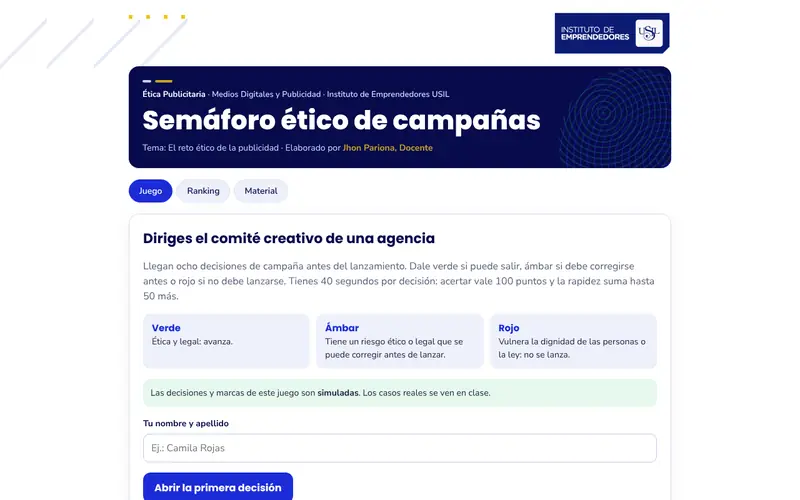 INSTITUTO DE
EMPRENDEDORES
USIL
Ética Publicitaria · Medios Digitales y Publicidad · Instituto de Emprendedores USIL
Semáforo ético de campañas
Tema: El reto ético de la publicidad · Elaborado por Jhon Pariona, Docente
Juego
Ranking
Material
Diriges el comité creativo de una agencia
Llegan ocho decisiones de campaña antes del lanzamiento. Dale verde si puede salir, ámbar si debe corregirse
antes o rojo si no debe lanzarse. Tienes 40 segundos por decisión: acertar vale 100 puntos y la rapidez suma hasta
50 más.
Verde
Ética y legal: avanza.
Ámbar
Tiene un riesgo ético o legal que se
puede corregir antes de lanzar.
Rojo
Vulnera la dignidad de las personas o
la ley: no se lanza.
Las decisiones y marcas de este juego son simuladas. Los casos reales se ven en clase.
Tu nombre y apellido
Ej.: Camila Rojas
Abrir la primera decisión